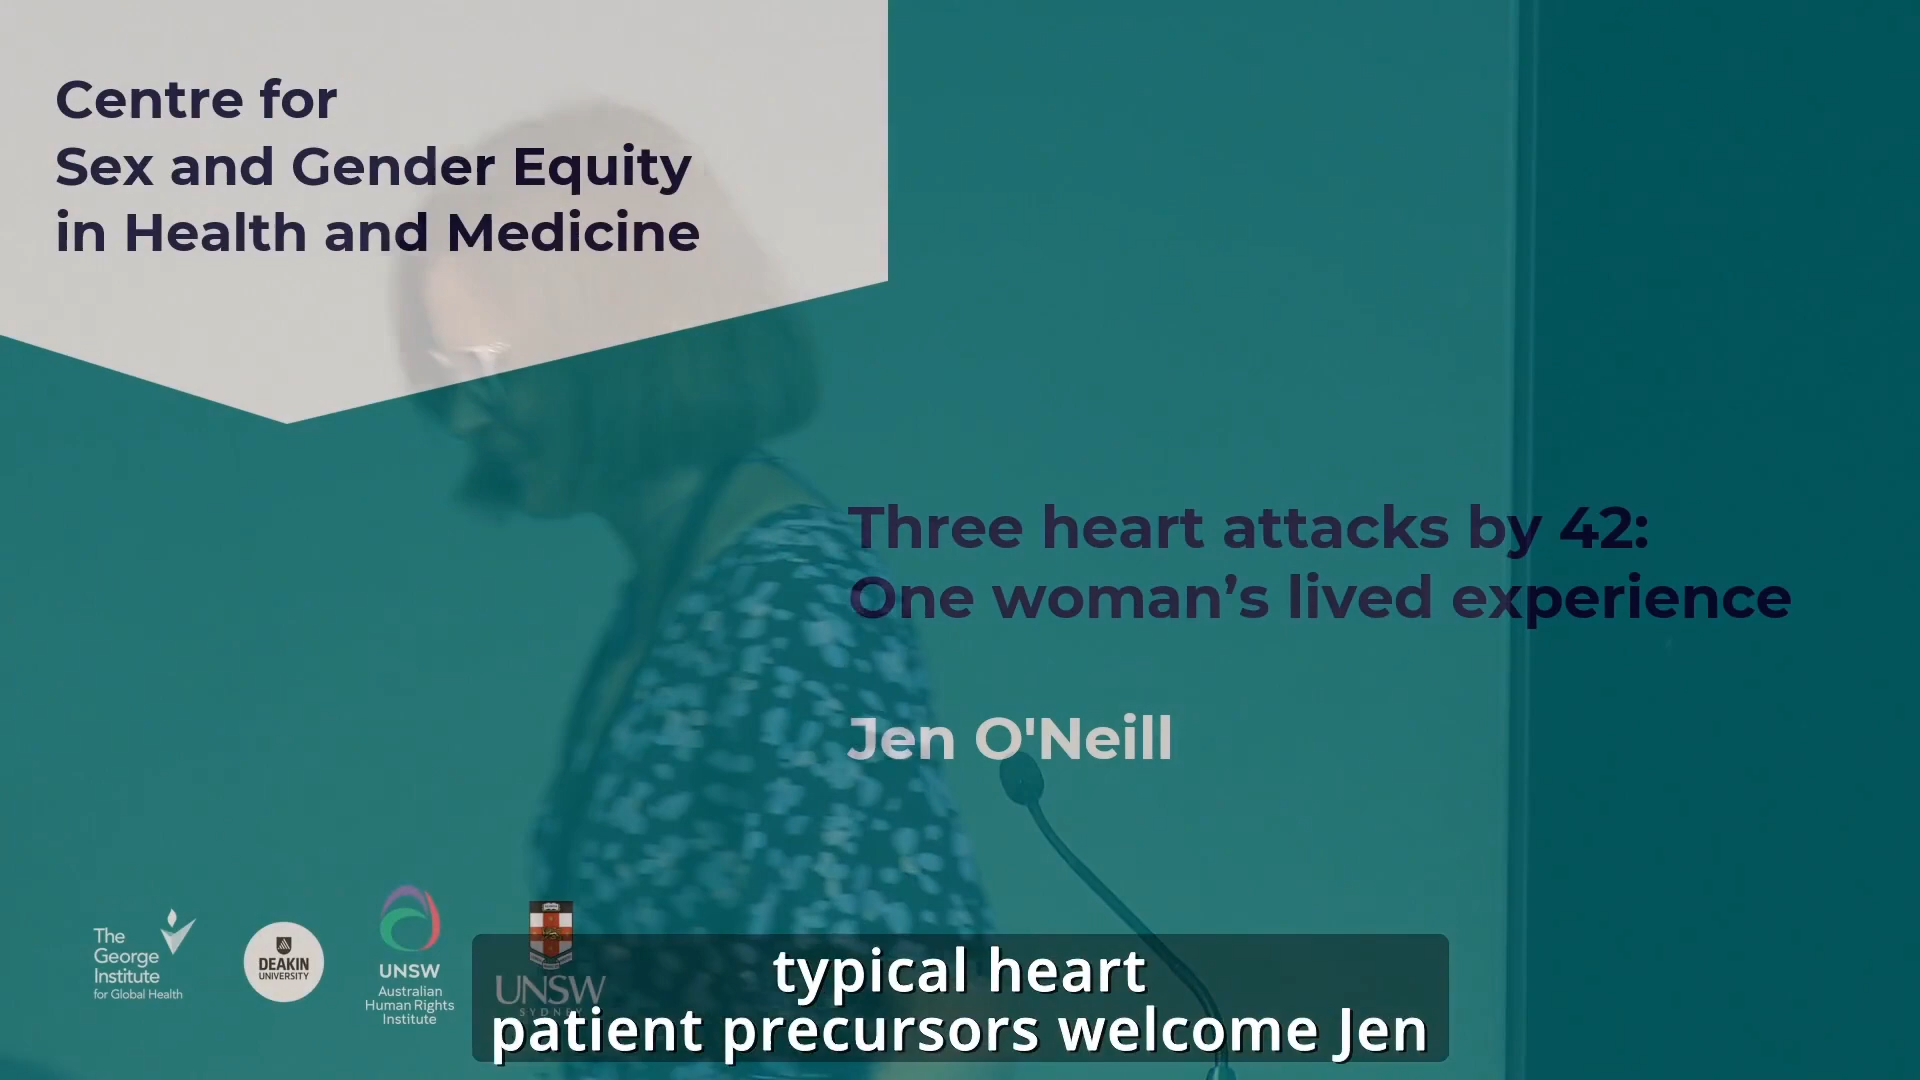 Centre for
Sex and Gender Equity
in Health and Medicine
Three heart attacks by 42:
One woman’s lived experience
Jen O'Neill
The
George
Institute
for Global Health
DEAKIN
UNIVERSITY
UNSW
Australian
Human Rights
Institute
UNSW
SYDNEY
typical heart
patient precursors welcome Jen